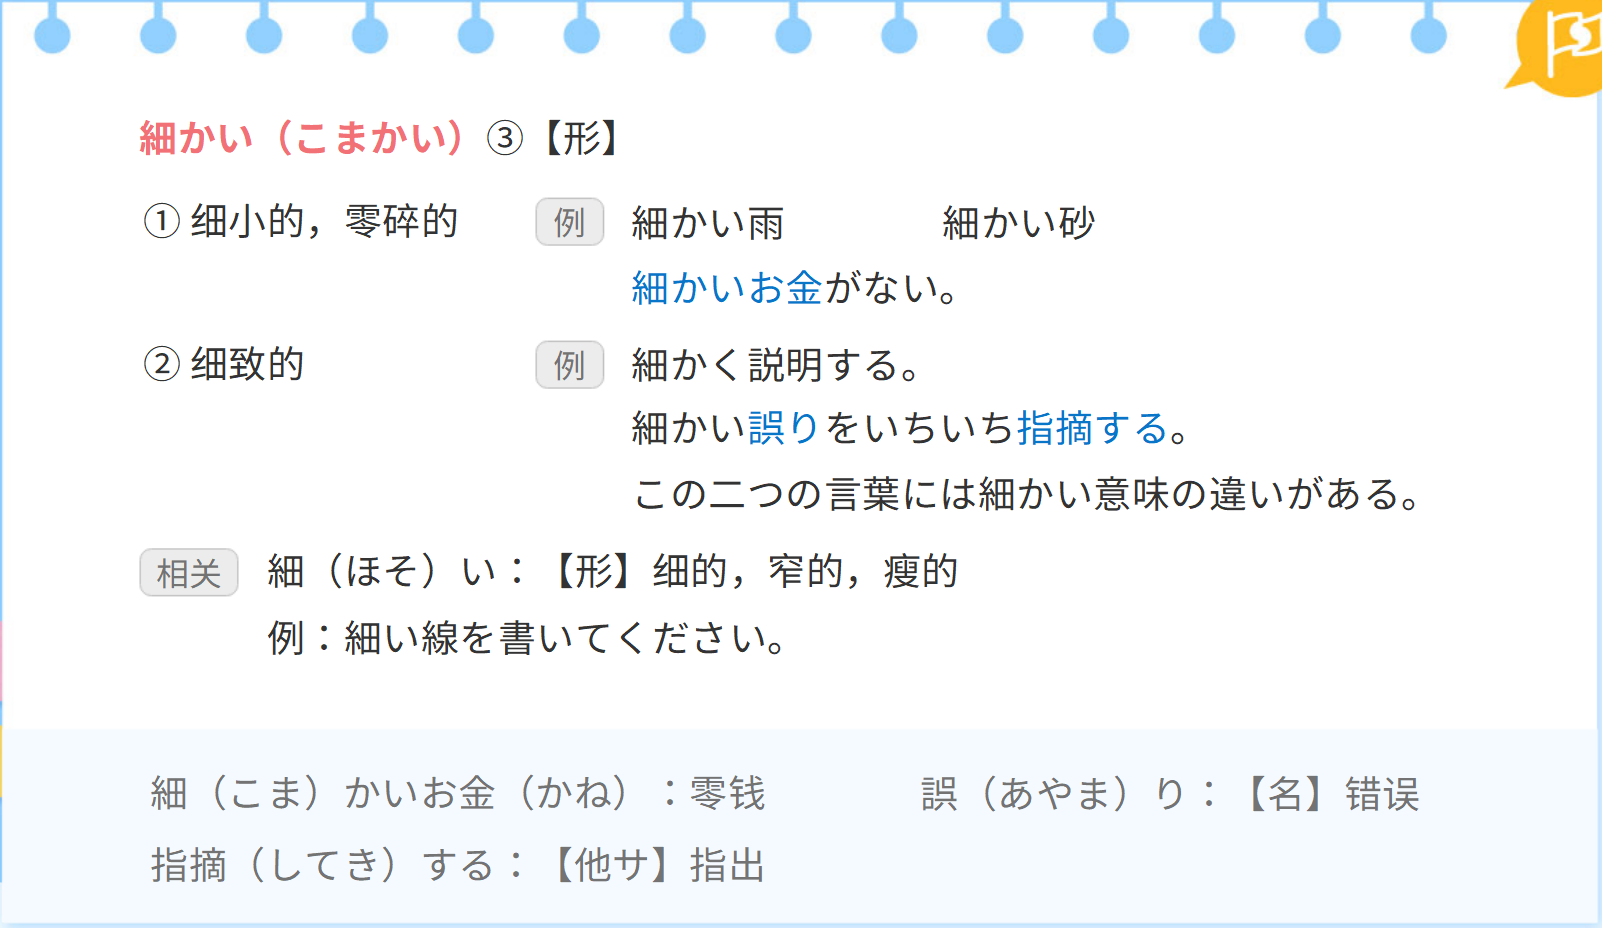 細かい（こまかい）③【形】
① 细小的，零碎的 例 細かい雨 細かい砂
細かいお金がない。
② 细致的 例 細かく説明する。
細かい誤りをいちいち指摘する。
この二つの言葉には細かい意味の違いがある。
相关 細（ほそ）い：【形】细的，窄的，瘦的
例：細い線を書いてください。
細（こま）かいお金（かね）：零钱 誤（あやま）り：【名】错误
指摘（してき）する：【他サ】指出